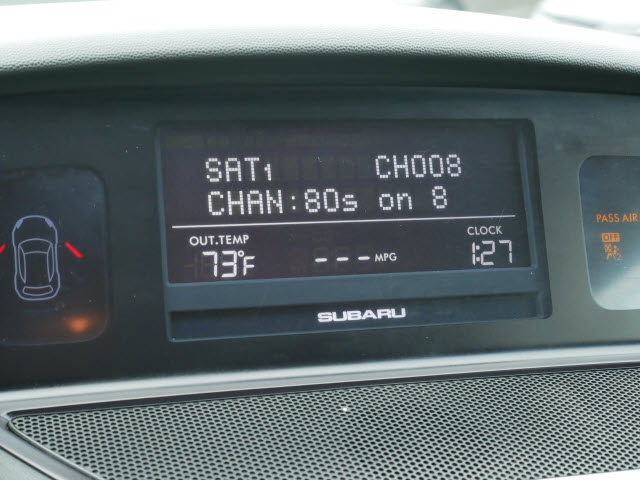 SAT1 CH008
CHAN:80s on 8
OUT.TEMP CLOCK
73°F ---MPG 1:27
SUBARU
PASS AIR
OFF